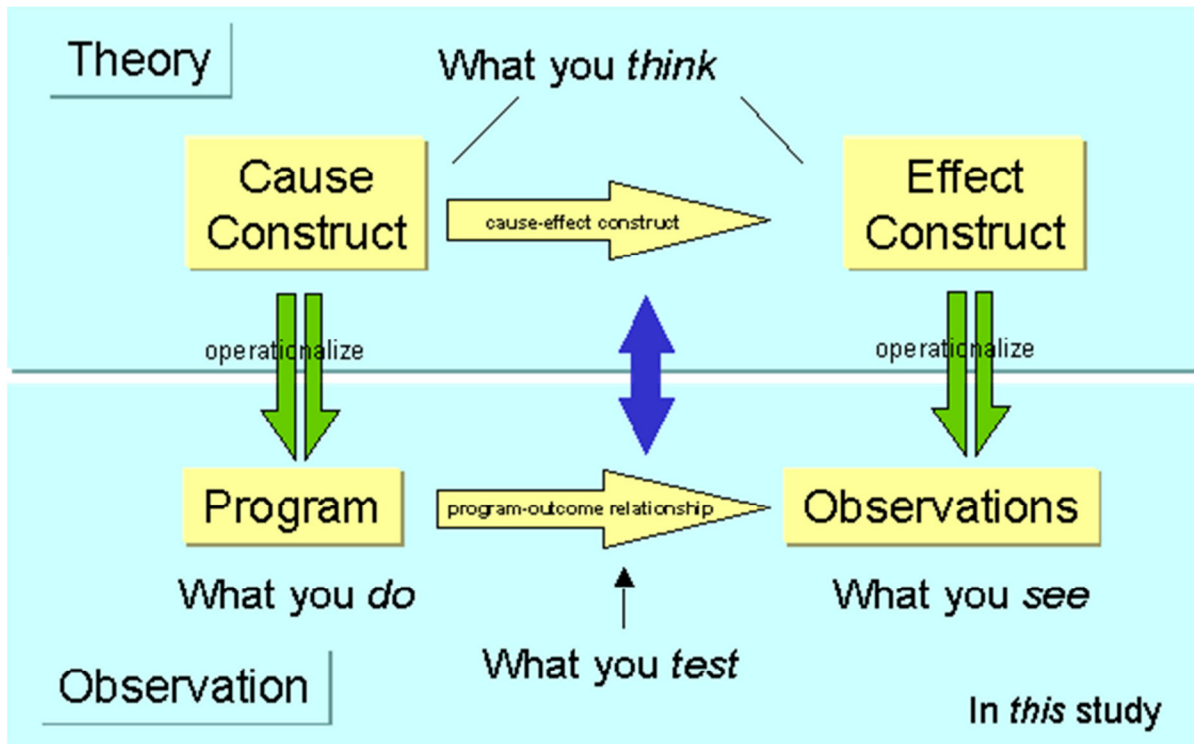 Theory
What you think
Cause
Construct
cause-effect construct
Effect
Construct
operationalize
operationalize
Program
program-outcome relationship
Observations
What you do
What you see
What you test
Observation
In this study